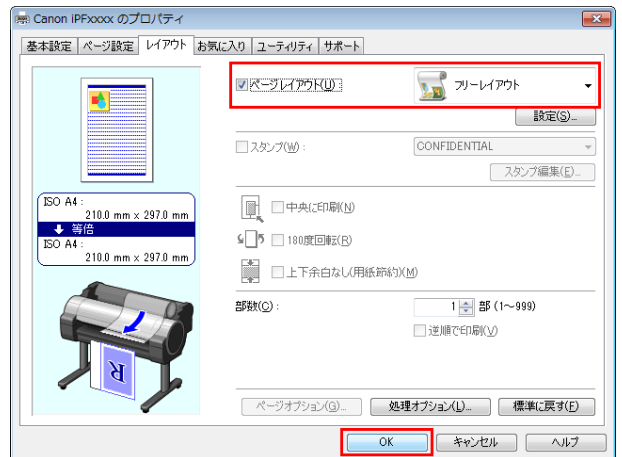 Canon iPFxxxx のプロパティ
基本設定 ページ設定 レイアウト お気に入り ユーティリティ サポート
ページレイアウト(U) : フリーレイアウト
設定(S)...
スタンプ(W) : CONFIDENTIAL
スタンプ編集(E)...
ISO A4 :
210.0 mm x 297.0 mm
等倍
ISO A4 :
210.0 mm x 297.0 mm
中央に印刷(N)
180度回転(R)
上下余白なし(用紙節約)(M)
部数(C) : 1 部 (1~999)
逆順で印刷(V)
R
ページオプション(G)... 処理オプション(L)... 標準に戻す(F)
OK キャンセル ヘルプ